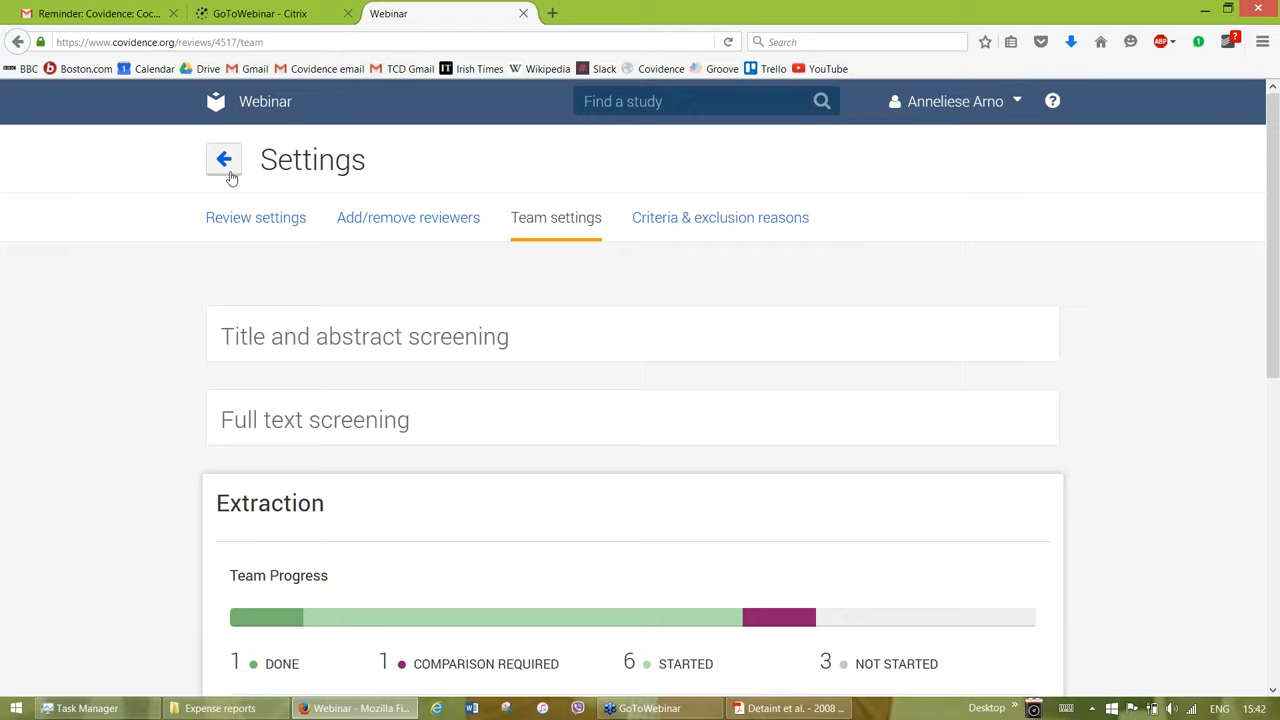 Reminder: Covidence: Coc...
GoToWebinar - Citrix
Webinar
https://www.covidence.org/reviews/4517/team
Search
ABP
1
?
BBC
Boston.com
1 Calendar
Drive
Gmail
Covidence email
TCD Gmail
IT Irish Times
W Wikipedia
Slack
Covidence
Groove
Trello
YouTube
Webinar
Find a study
Anneliese Arno
Settings
Review settings
Add/remove reviewers
Team settings
Criteria & exclusion reasons
Title and abstract screening
Full text screening
Extraction
Team Progress
1 DONE
1 COMPARISON REQUIRED
6 STARTED
3 NOT STARTED
Task Manager
Expense reports
Webinar - Mozilla Fi...
GoToWebinar
Detaint et al. - 2008 ...
Desktop
ENG
15:42